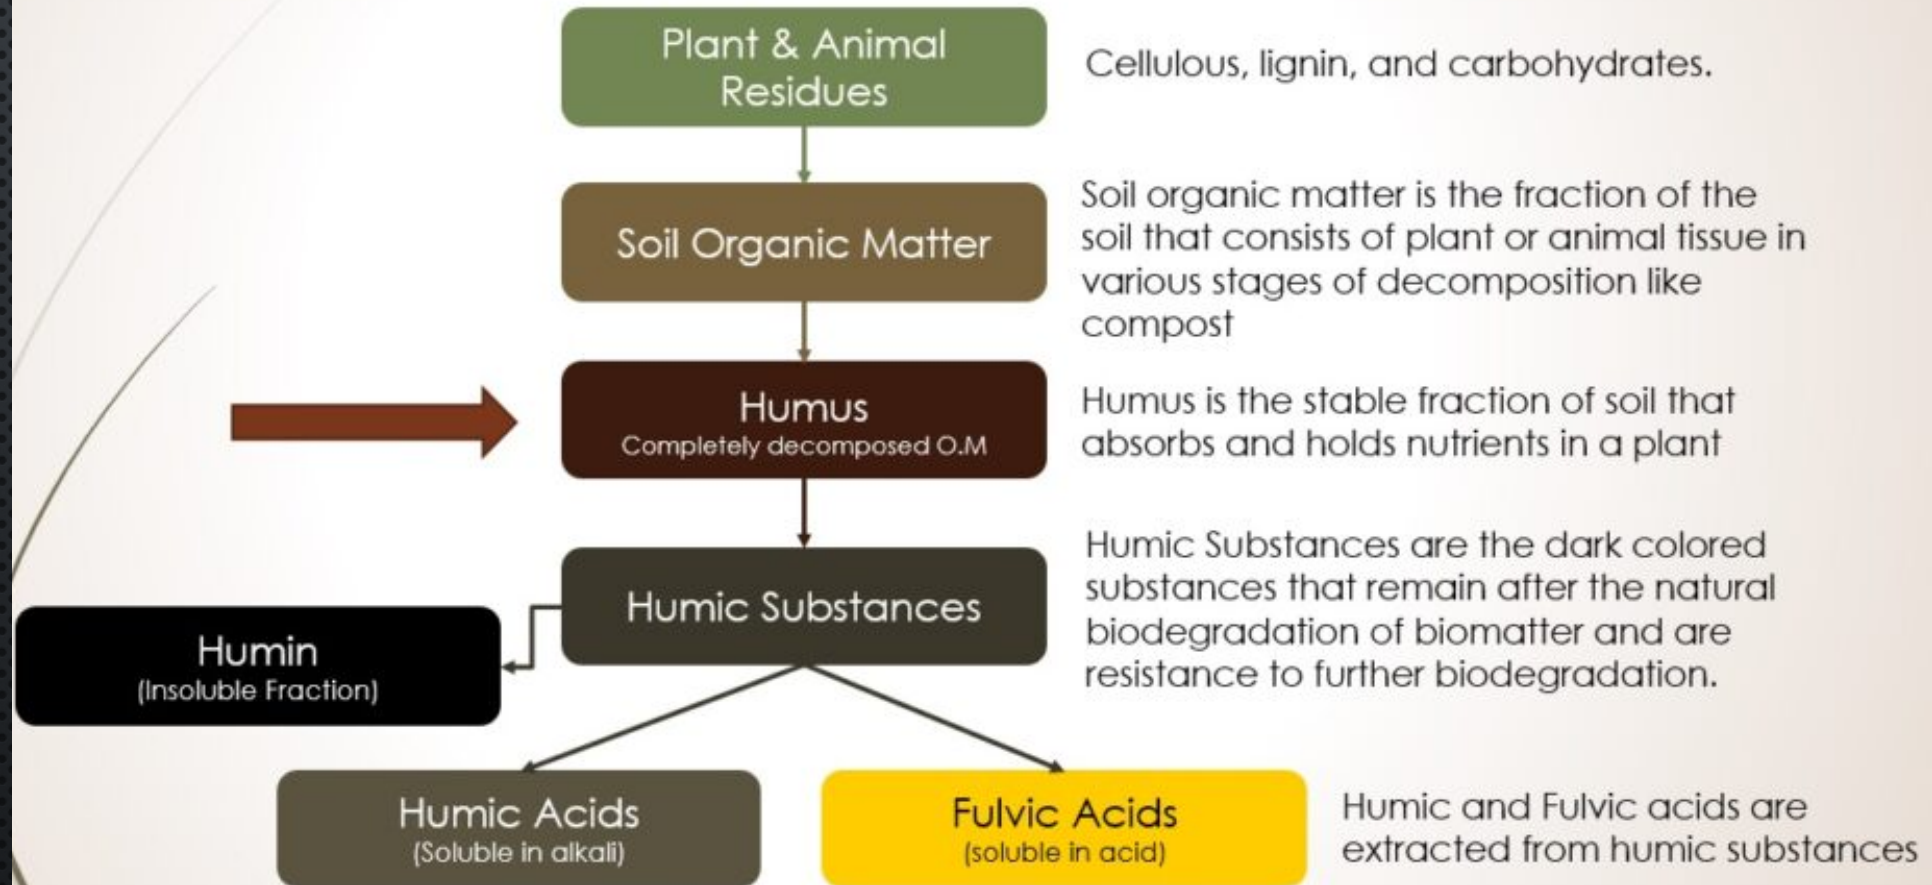 Plant & Animal
Residues
Cellulous, lignin, and carbohydrates.
Soil Organic Matter
Soil organic matter is the fraction of the
soil that consists of plant or animal tissue in
various stages of decomposition like
compost
Humus
Completely decomposed O.M
Humus is the stable fraction of soil that
absorbs and holds nutrients in a plant
Humic Substances
Humic Substances are the dark colored
substances that remain after the natural
biodegradation of biomatter and are
resistance to further biodegradation.
Humin
(Insoluble Fraction)
Humic Acids
(Soluble in alkali)
Fulvic Acids
(soluble in acid)
Humic and Fulvic acids are
extracted from humic substances